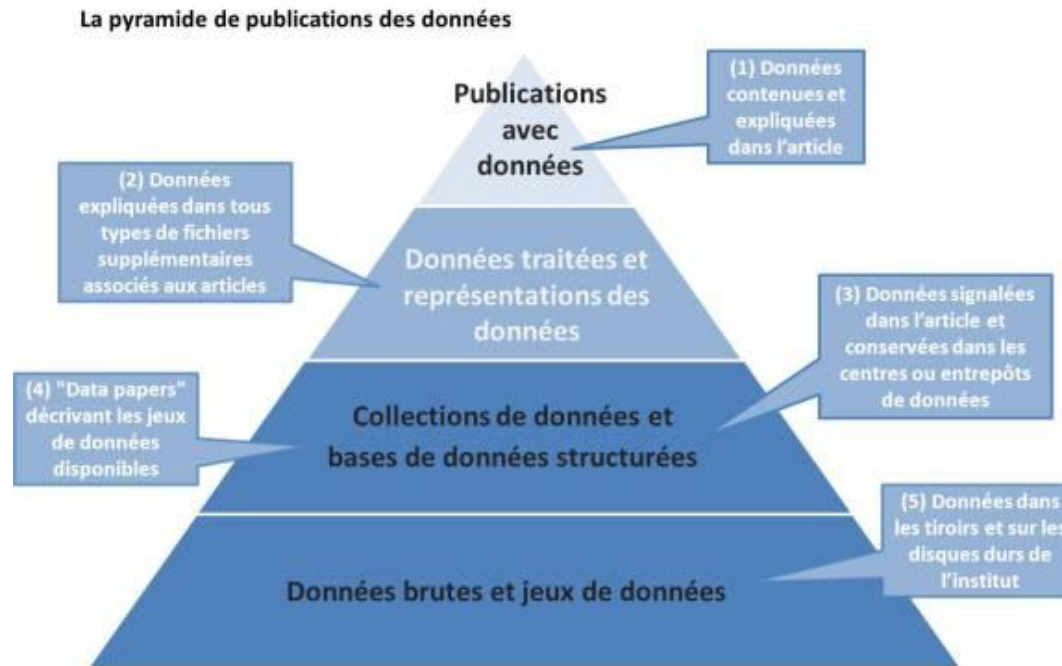 La pyramide de publications des données
Publications
avec
données
(1) Données
contenues et
expliquées
dans l'article
(2) Données
expliquées dans tous
types de fichiers
supplémentaires
associés aux articles
Données traitées et
représentations des
données
(3) Données signalées
dans l'article et
conservées dans les
centres ou entrepôts
de données
(4) "Data papers"
décrivant les jeux
de données
disponibles
Collections de données et
bases de données structurées
(5) Données dans
les tiroirs et sur les
disques durs de
l'institut
Données brutes et jeux de données